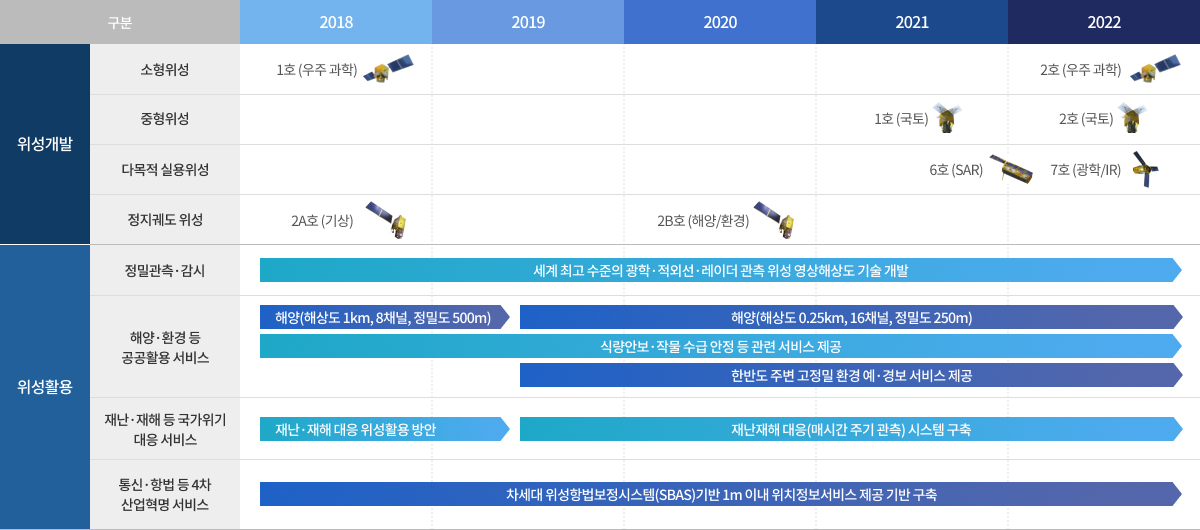 구분
2018
2019
2020
2021
2022
위성개발
소형위성
1호 (우주 과학)
2호 (우주 과학)
중형위성
1호 (국토)
2호 (국토)
다목적 실용위성
6호 (SAR)
7호 (광학/IR)
정지궤도 위성
2A호 (기상)
2B호 (해양/환경)
위성활용
정밀관측·감시
세계 최고 수준의 광학·적외선·레이더 관측 위성 영상해상도 기술 개발
해양·환경 등
공공활용 서비스
해양(해상도 1km, 8채널, 정밀도 500m)
해양(해상도 0.25km, 16채널, 정밀도 250m)
식량안보·작물 수급 안정 등 관련 서비스 제공
한반도 주변 고정밀 환경 예·경보 서비스 제공
재난·재해 등 국가위기
대응 서비스
재난·재해 대응 위성활용 방안
재난재해 대응(매시간 주기 관측) 시스템 구축
통신·항법 등 4차
산업혁명 서비스
차세대 위성항법보정시스템(SBAS)기반 1m 이내 위치정보서비스 제공 기반 구축